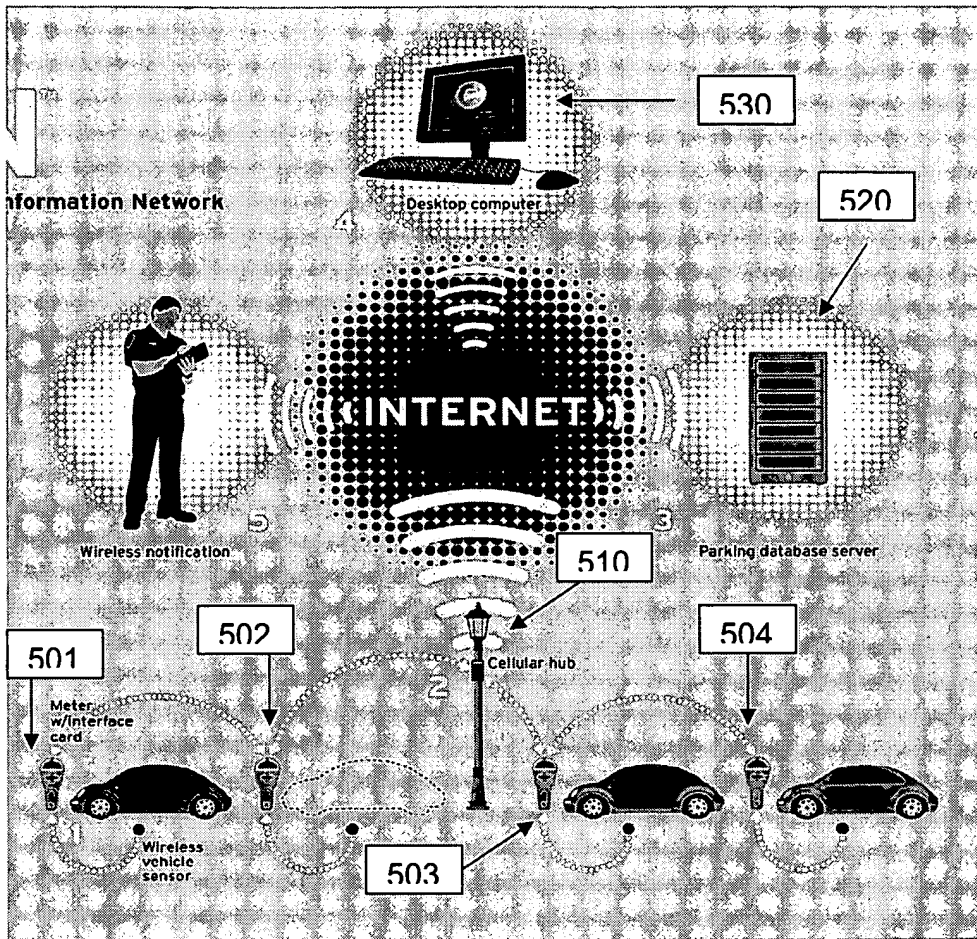 530
520
nformation Network
Desktop computer
4
INTERNET
5
3
Wireless notification
Parking database server
510
502
504
501
Cellular hub
2
Meter
w/interface
card
1
Wireless
vehicle
sensor
503